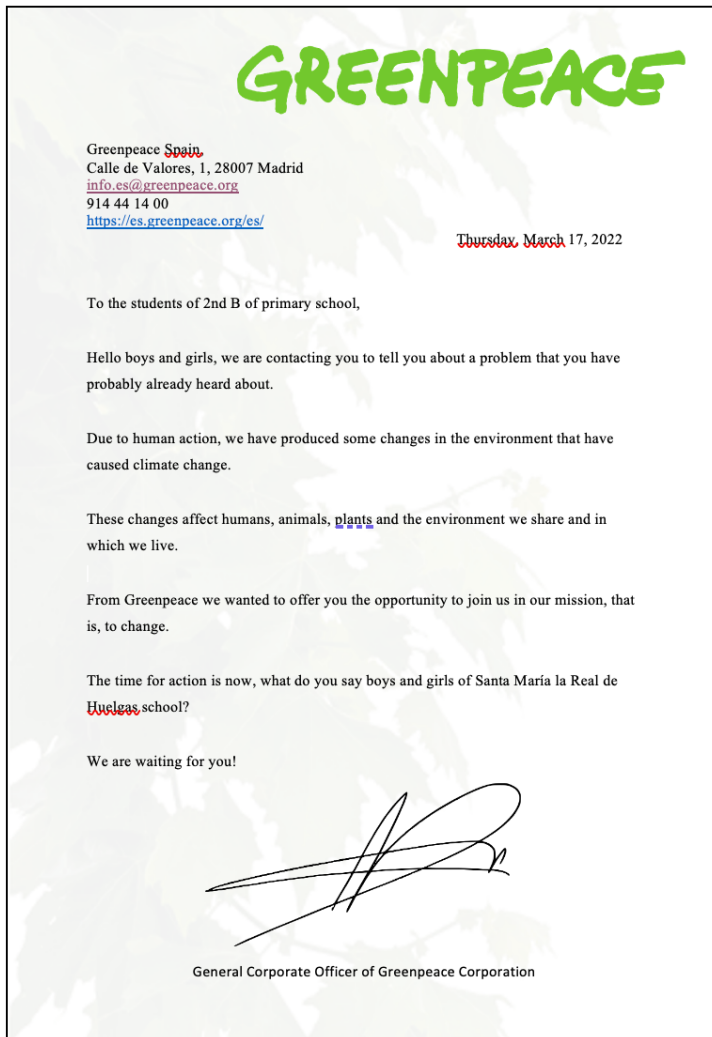 GREENPEACE
Greenpeace Spain,
Calle de Valores, 1, 28007 Madrid
info.es@greenpeace.org
914 44 14 00
https://es.greenpeace.org/es/
Thursday, March 17, 2022
To the students of 2nd B of primary school,
Hello boys and girls, we are contacting you to tell you about a problem that you have
probably already heard about.
Due to human action, we have produced some changes in the environment that have
caused climate change.
These changes affect humans, animals, plants and the environment we share and in
which we live.
From Greenpeace we wanted to offer you the opportunity to join us in our mission, that
is, to change.
The time for action is now, what do you say boys and girls of Santa María la Real de
Huelgas school?
We are waiting for you!
General Corporate Officer of Greenpeace Corporation